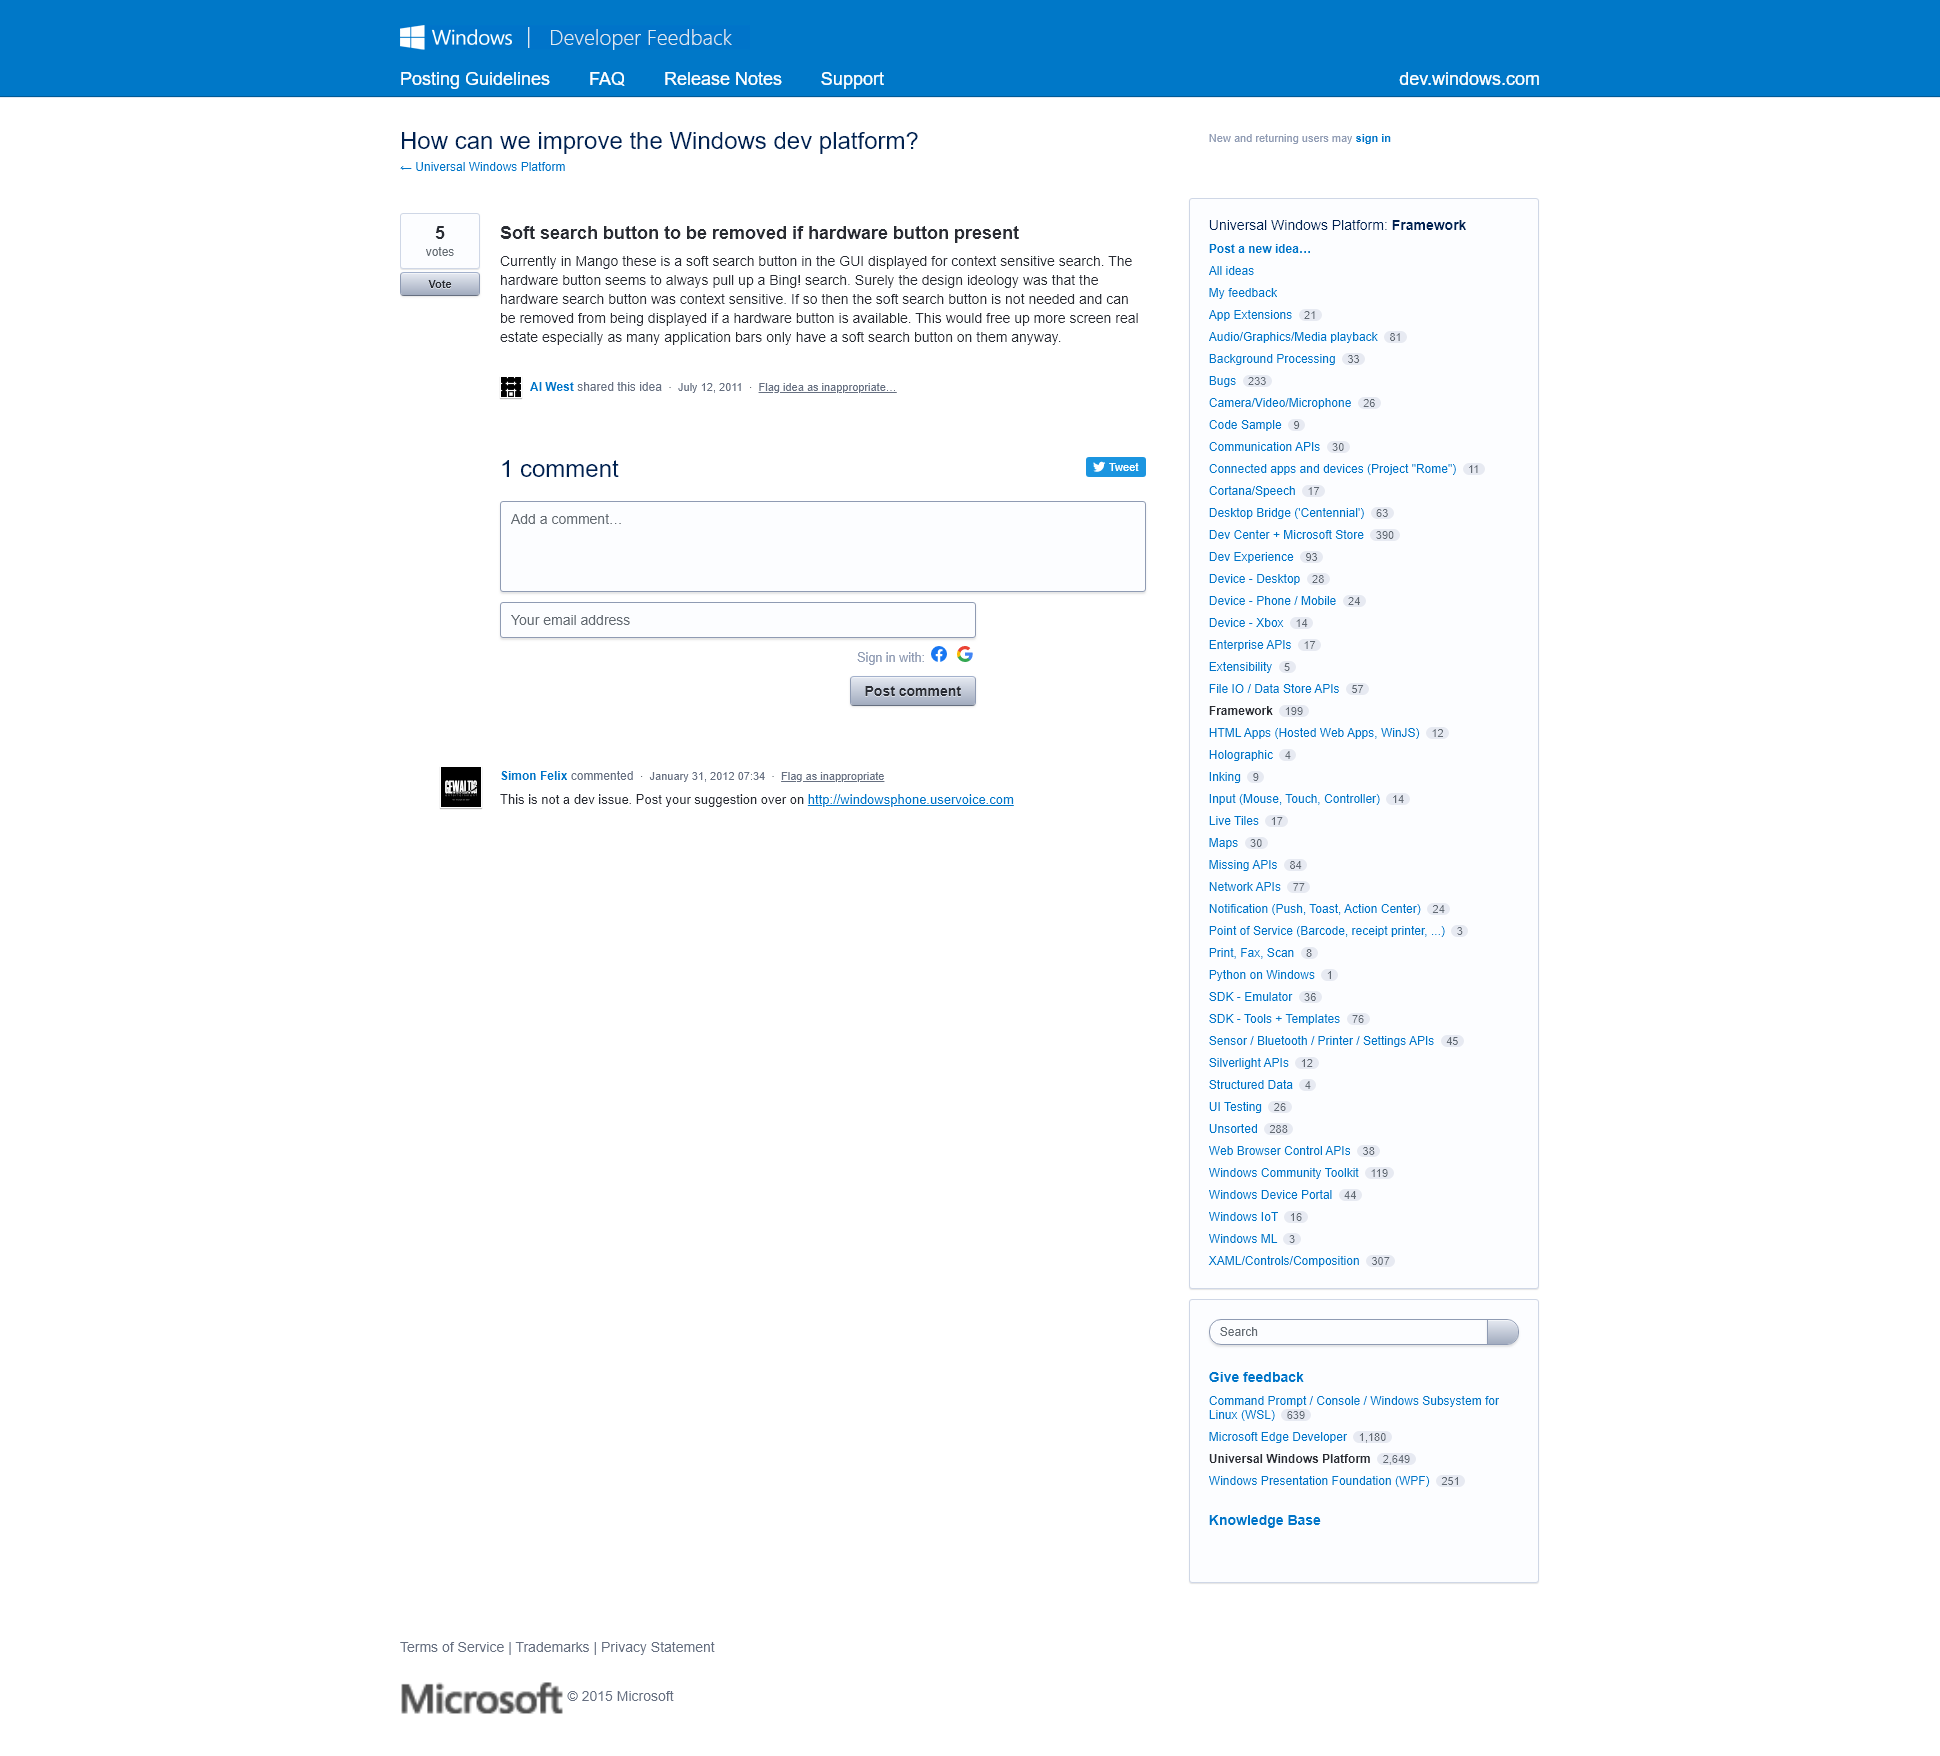 Windows | Developer Feedback
Posting Guidelines FAQ Release Notes Support dev.windows.com
How can we improve the Windows dev platform?
← Universal Windows Platform
New and returning users may sign in
5
votes
Vote
Soft search button to be removed if hardware button present
Currently in Mango these is a soft search button in the GUI displayed for context sensitive search. The
hardware button seems to always pull up a Bing! search. Surely the design ideology was that the
hardware search button was context sensitive. If so then the soft search button is not needed and can
be removed from being displayed if a hardware button is available. This would free up more screen real
estate especially as many application bars only have a soft search button on them anyway.
Al West shared this idea · July 12, 2011 · Flag idea as inappropriate…
1 comment
Tweet
Add a comment…
Your email address
Sign in with:
Post comment
GEWALTIG
Simon Felix commented · January 31, 2012 07:34 · Flag as inappropriate
This is not a dev issue. Post your suggestion over on http://windowsphone.uservoice.com
Universal Windows Platform: Framework
Post a new idea…
All ideas
My feedback
App Extensions 21
Audio/Graphics/Media playback 81
Background Processing 33
Bugs 233
Camera/Video/Microphone 26
Code Sample 9
Communication APIs 30
Connected apps and devices (Project "Rome") 11
Cortana/Speech 17
Desktop Bridge ('Centennial') 63
Dev Center + Microsoft Store 390
Dev Experience 93
Device - Desktop 28
Device - Phone / Mobile 24
Device - Xbox 14
Enterprise APIs 17
Extensibility 5
File IO / Data Store APIs 57
Framework 199
HTML Apps (Hosted Web Apps, WinJS) 12
Holographic 4
Inking 9
Input (Mouse, Touch, Controller) 14
Live Tiles 17
Maps 30
Missing APIs 84
Network APIs 77
Notification (Push, Toast, Action Center) 24
Point of Service (Barcode, receipt printer, ...) 3
Print, Fax, Scan 8
Python on Windows 1
SDK - Emulator 36
SDK - Tools + Templates 76
Sensor / Bluetooth / Printer / Settings APIs 45
Silverlight APIs 12
Structured Data 4
UI Testing 26
Unsorted 288
Web Browser Control APIs 38
Windows Community Toolkit 119
Windows Device Portal 44
Windows IoT 16
Windows ML 3
XAML/Controls/Composition 307
Search
Give feedback
Command Prompt / Console / Windows Subsystem for
Linux (WSL) 639
Microsoft Edge Developer 1,180
Universal Windows Platform 2,649
Windows Presentation Foundation (WPF) 251
Knowledge Base
Terms of Service | Trademarks | Privacy Statement
Microsoft © 2015 Microsoft